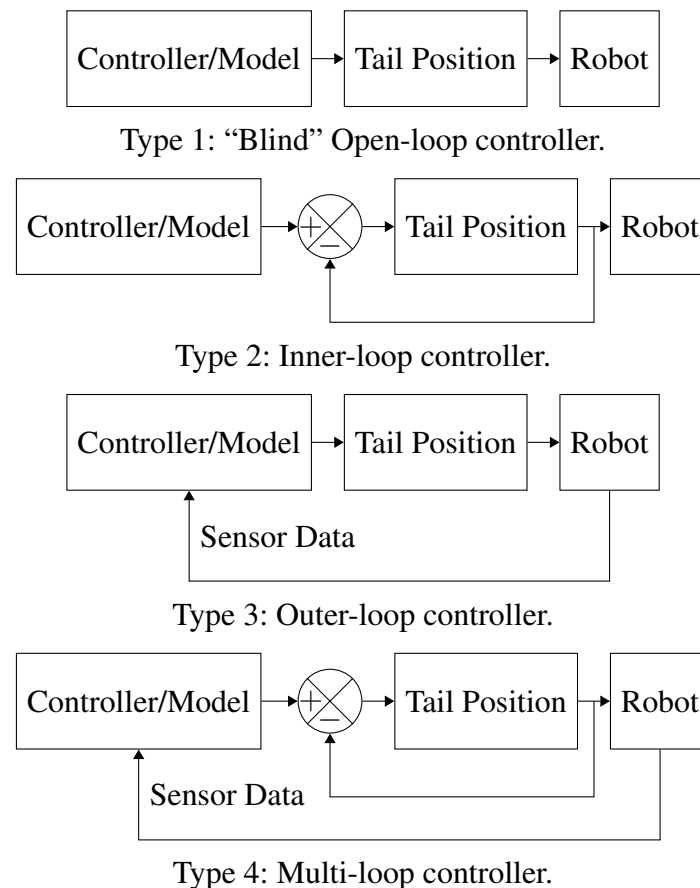 Controller/Model Tail Position Robot
Type 1: “Blind” Open-loop controller.
Controller/Model + − Tail Position Robot
Type 2: Inner-loop controller.
Controller/Model Tail Position Robot
Sensor Data
Type 3: Outer-loop controller.
Controller/Model + − Tail Position Robot
Sensor Data
Type 4: Multi-loop controller.